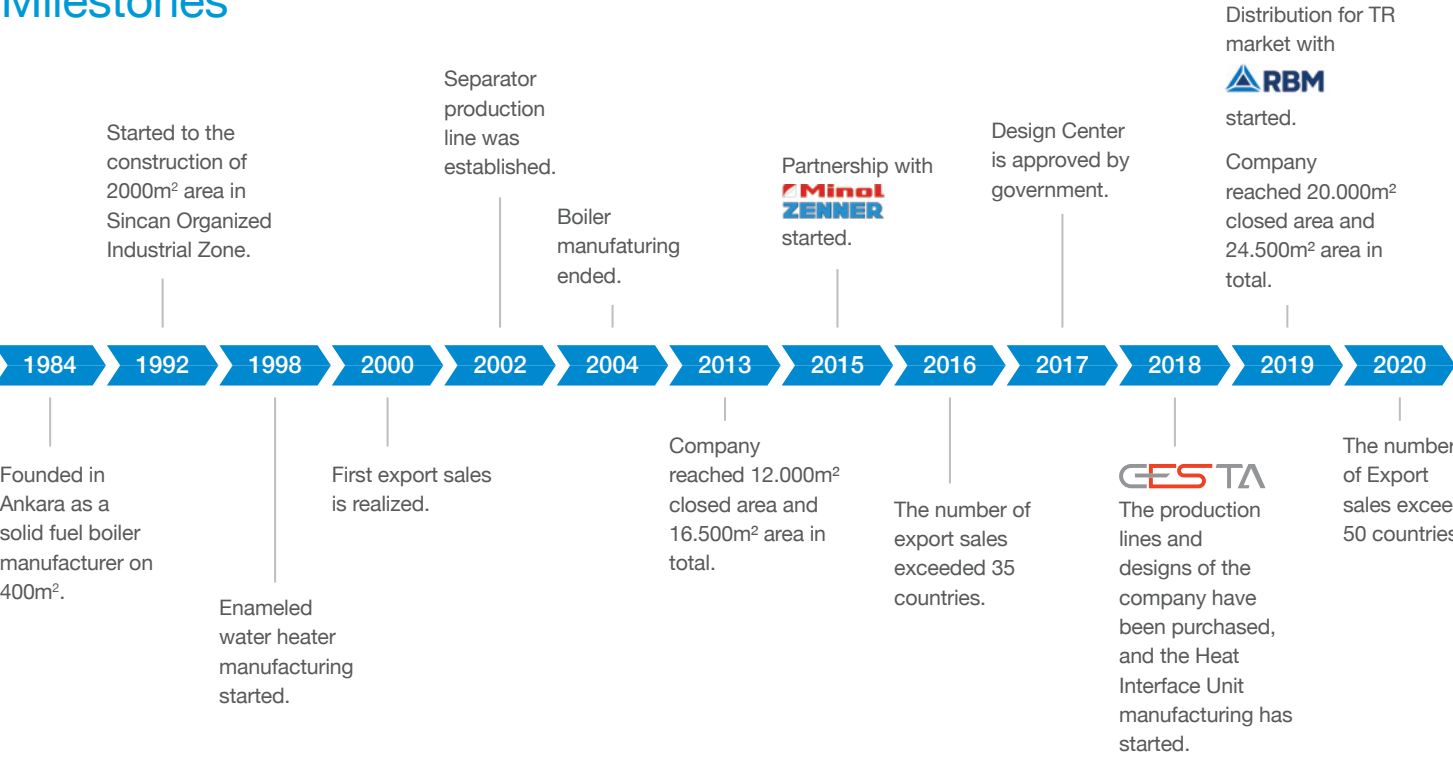 Milestones
Distribution for TR
market with
RBM
started.
Company
reached 20.000m²
closed area and
24.500m² area in
total.
Separator
production
line was
established.
Started to the
construction of
2000m² area in
Sincan Organized
Industrial Zone.
Design Center
is approved by
government.
Partnership with
Minol
ZENNER
started.
Boiler
manufaturing
ended.
1984 1992 1998 2000 2002 2004 2013 2015 2016 2017 2018 2019 2020
Founded in
Ankara as a
solid fuel boiler
manufacturer on
400m².
Enameled
water heater
manufacturing
started.
First export sales
is realized.
Company
reached 12.000m²
closed area and
16.500m² area in
total.
The number of
export sales
exceeded 35
countries.
GESTA
The production
lines and
designs of the
company have
been purchased,
and the Heat
Interface Unit
manufacturing has
started.
The number
of Export
sales excee
50 countries